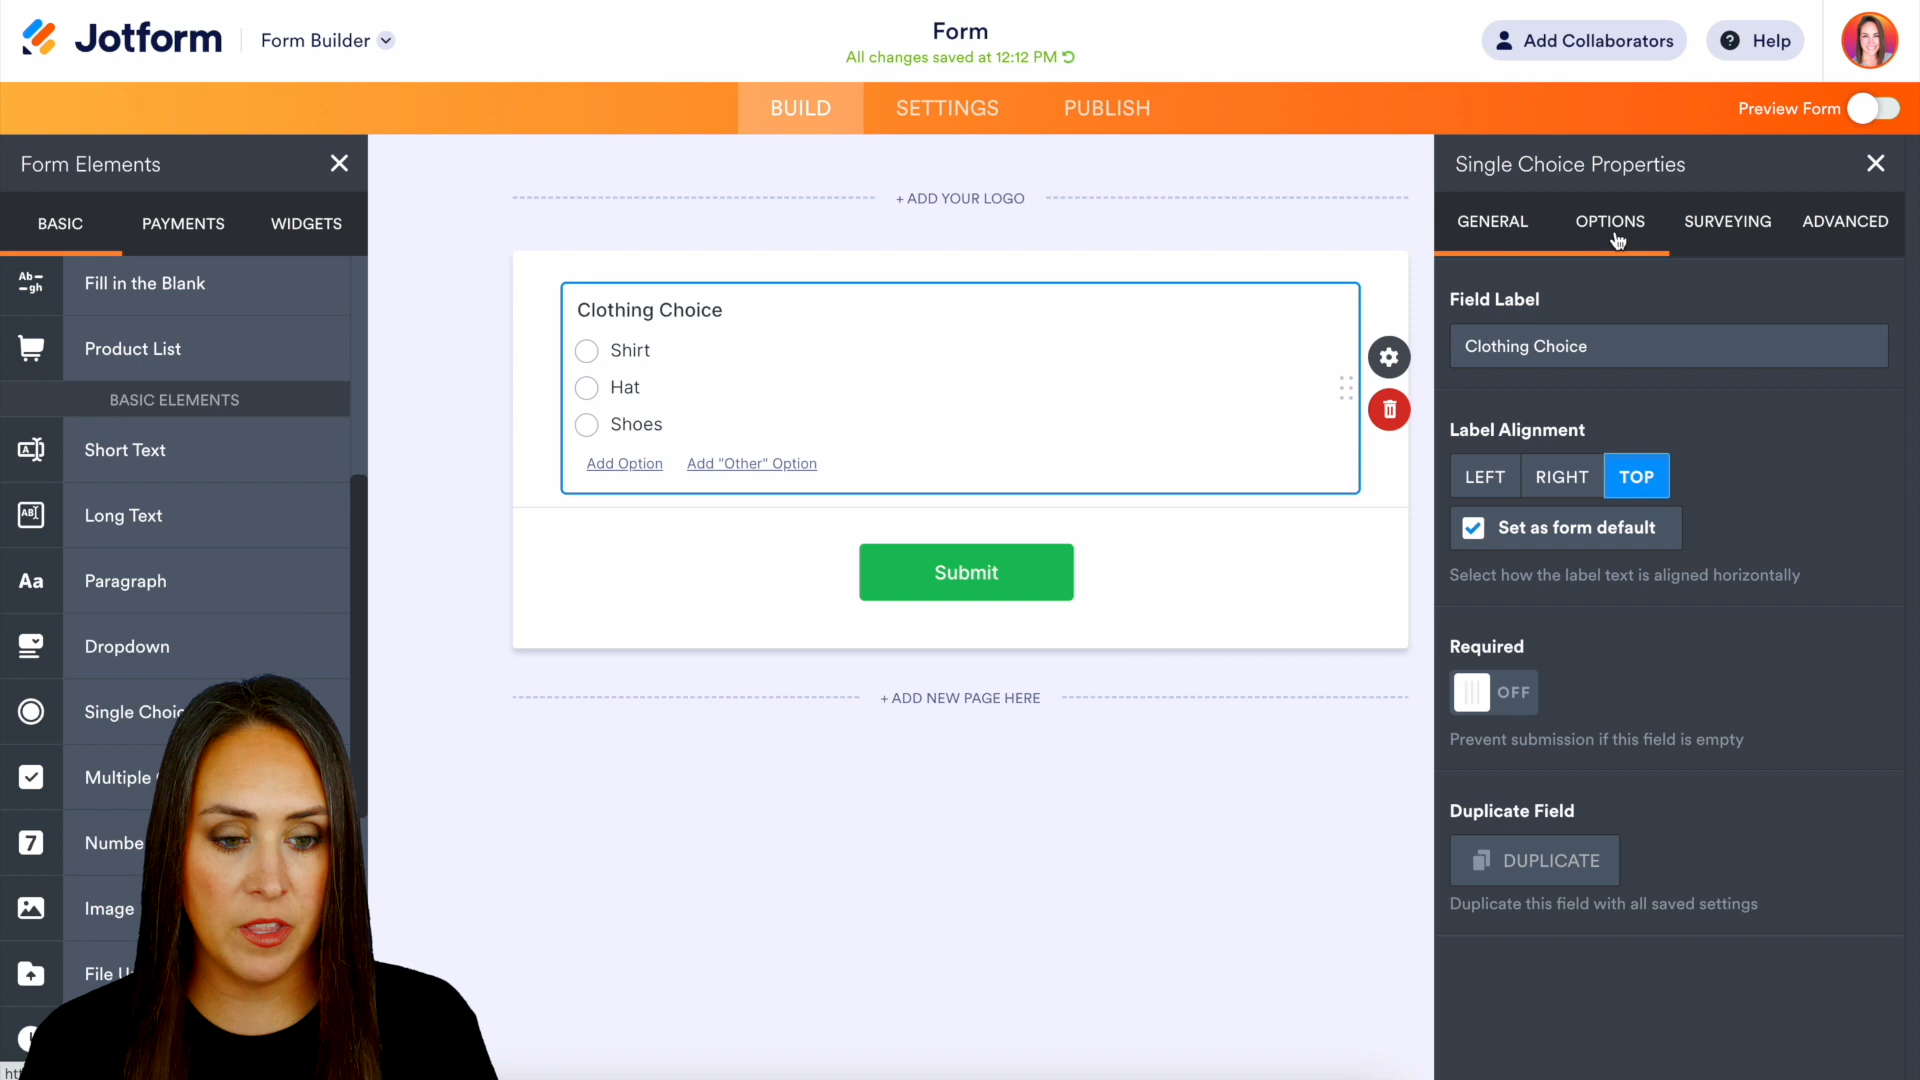 Jotform
Form Builder
Form
All changes saved at 12:12 PM
Add Collaborators
Help
BUILD
SETTINGS
PUBLISH
Preview Form
Form Elements
BASIC
PAYMENTS
WIDGETS
Fill in the Blank
Product List
BASIC ELEMENTS
Short Text
Long Text
Aa
Paragraph
Dropdown
Single Choic
Multiple
7
Numbe
Image
File U
+ ADD YOUR LOGO
Clothing Choice
Shirt
Hat
Shoes
Add Option
Add "Other" Option
Submit
+ ADD NEW PAGE HERE
Single Choice Properties
GENERAL
OPTIONS
SURVEYING
ADVANCED
Field Label
Clothing Choice
Label Alignment
LEFT
RIGHT
TOP
Set as form default
Select how the label text is aligned horizontally
Required
OFF
Prevent submission if this field is empty
Duplicate Field
DUPLICATE
Duplicate this field with all saved settings